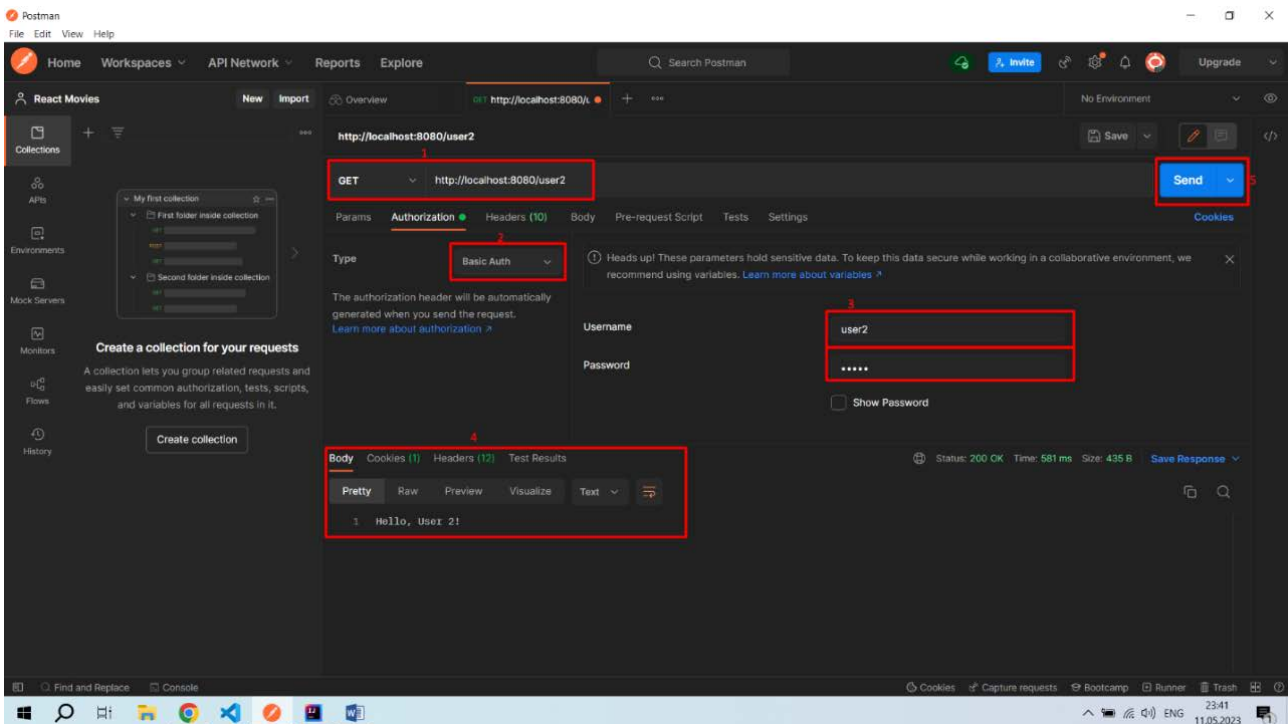 Postman
File Edit View Help
Home Workspaces API Network Reports Explore Search Postman Invite Upgrade
React Movies New Import Overview GET http://localhost:8080/u No Environment
Collections
http://localhost:8080/user2 Save
1
GET http://localhost:8080/user2 Send 5
APIs
My first collection
First folder inside collection
Params Authorization Headers (10) Body Pre-request Script Tests Settings Cookies
Environments
2
Type Basic Auth
Heads up! These parameters hold sensitive data. To keep this data secure while working in a collaborative environment, we
recommend using variables. Learn more about variables
Second folder inside collection
Mock Servers
The authorization header will be automatically
generated when you send the request.
Learn more about authorization
3
Username user2
Monitors
Create a collection for your requests
Password •••••
A collection lets you group related requests and
easily set common authorization, tests, scripts,
and variables for all requests in it.
Flows
Show Password
History
Create collection
4
Body Cookies (1) Headers (12) Test Results Status: 200 OK Time: 581 ms Size: 435 B Save Response
Pretty Raw Preview Visualize Text
1 Hello, User 2!
Find and Replace Console Cookies Capture requests Bootcamp Runner Trash
ENG
23:41
11.05.2023